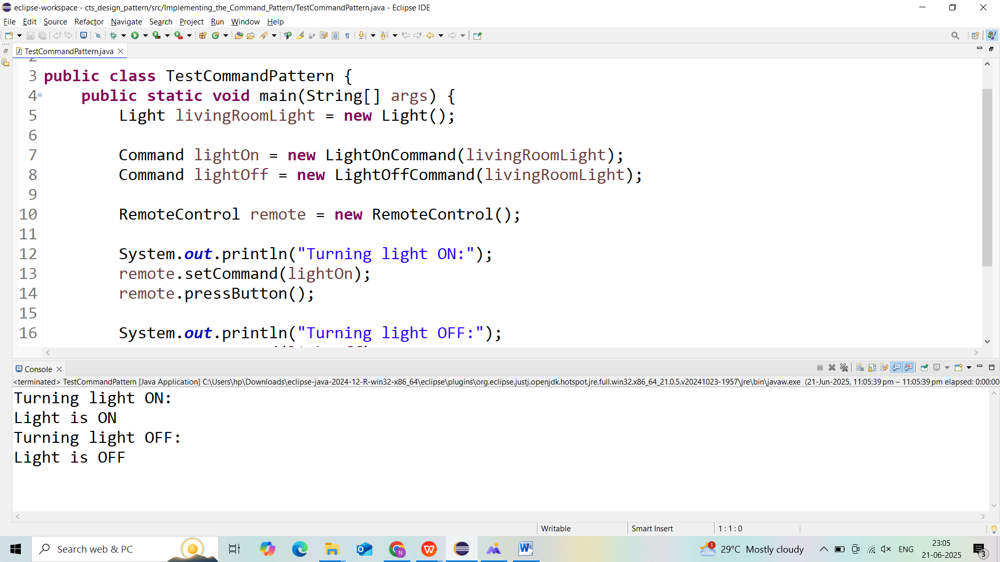 eclipse-workspace - cts_design_pattern/src/Implementing_the_Command_Pattern/TestCommandPattern.java - Eclipse IDE
File Edit Source Refactor Navigate Search Project Run Window Help
TestCommandPattern.java
3 public class TestCommandPattern {
4 public static void main(String[] args) {
5 Light livingRoomLight = new Light();
6
7 Command lightOn = new LightOnCommand(livingRoomLight);
8 Command lightOff = new LightOffCommand(livingRoomLight);
9
10 RemoteControl remote = new RemoteControl();
11
12 System.out.println("Turning light ON:");
13 remote.setCommand(lightOn);
14 remote.pressButton();
15
16 System.out.println("Turning light OFF:");
Console
<terminated> TestCommandPattern [Java Application] C:\Users\hp\Downloads\eclipse-java-2024-12-R-win32-x86_64\eclipse\plugins\org.eclipse.justj.openjdk.hotspot.jre.full.win32.x86_64_21.0.5.v20241023-1957\jre\bin\javaw.exe (21-Jun-2025, 11:05:39 pm – 11:05:39 pm elapsed: 0:00:00
Turning light ON:
Light is ON
Turning light OFF:
Light is OFF
Writable Smart Insert 1 : 1 : 0
Search web & PC 1 29°C Mostly cloudy ENG 23:05
21-06-2025 3